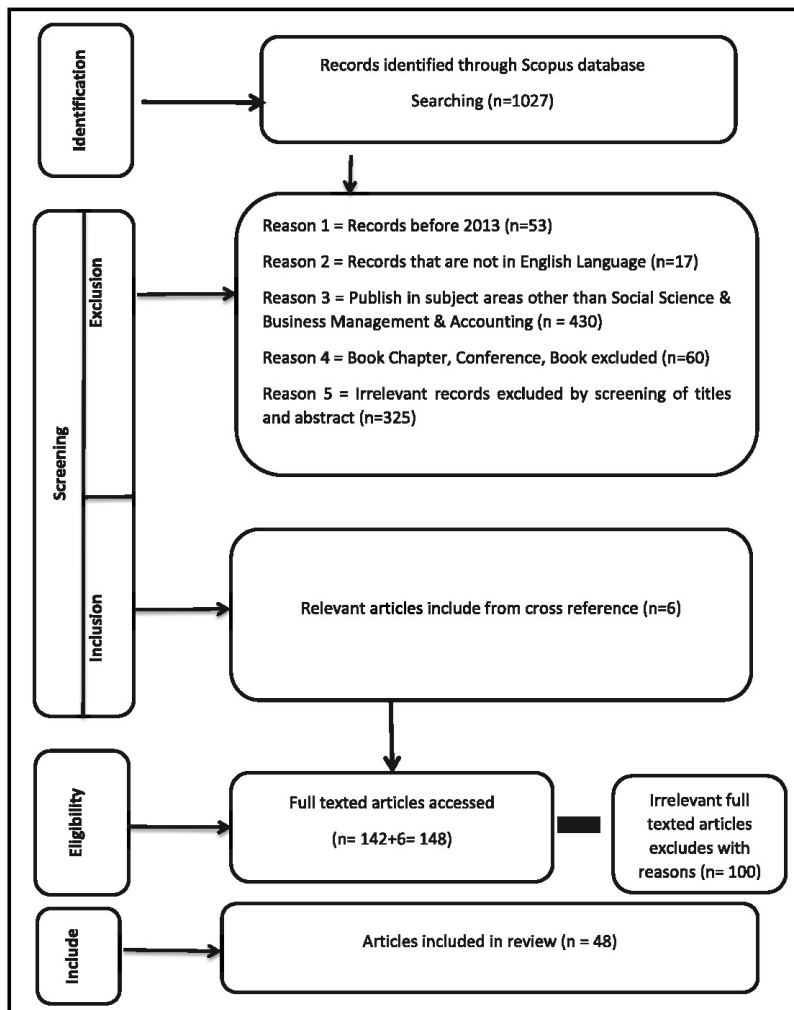 Identification
Records identified through Scopus database
Searching (n=1027)
Screening
Exclusion
Reason 1 = Records before 2013 (n=53)
Reason 2 = Records that are not in English Language (n=17)
Reason 3 = Publish in subject areas other than Social Science &
Business Management & Accounting (n = 430)
Reason 4 = Book Chapter, Conference, Book excluded (n=60)
Reason 5 = Irrelevant records excluded by screening of titles
and abstract (n=325)
Inclusion
Relevant articles include from cross reference (n=6)
Eligibility
Full texted articles accessed
(n= 142+6= 148)
Irrelevant full
texted articles
excludes with
reasons (n= 100)
Include
Articles included in review (n = 48)